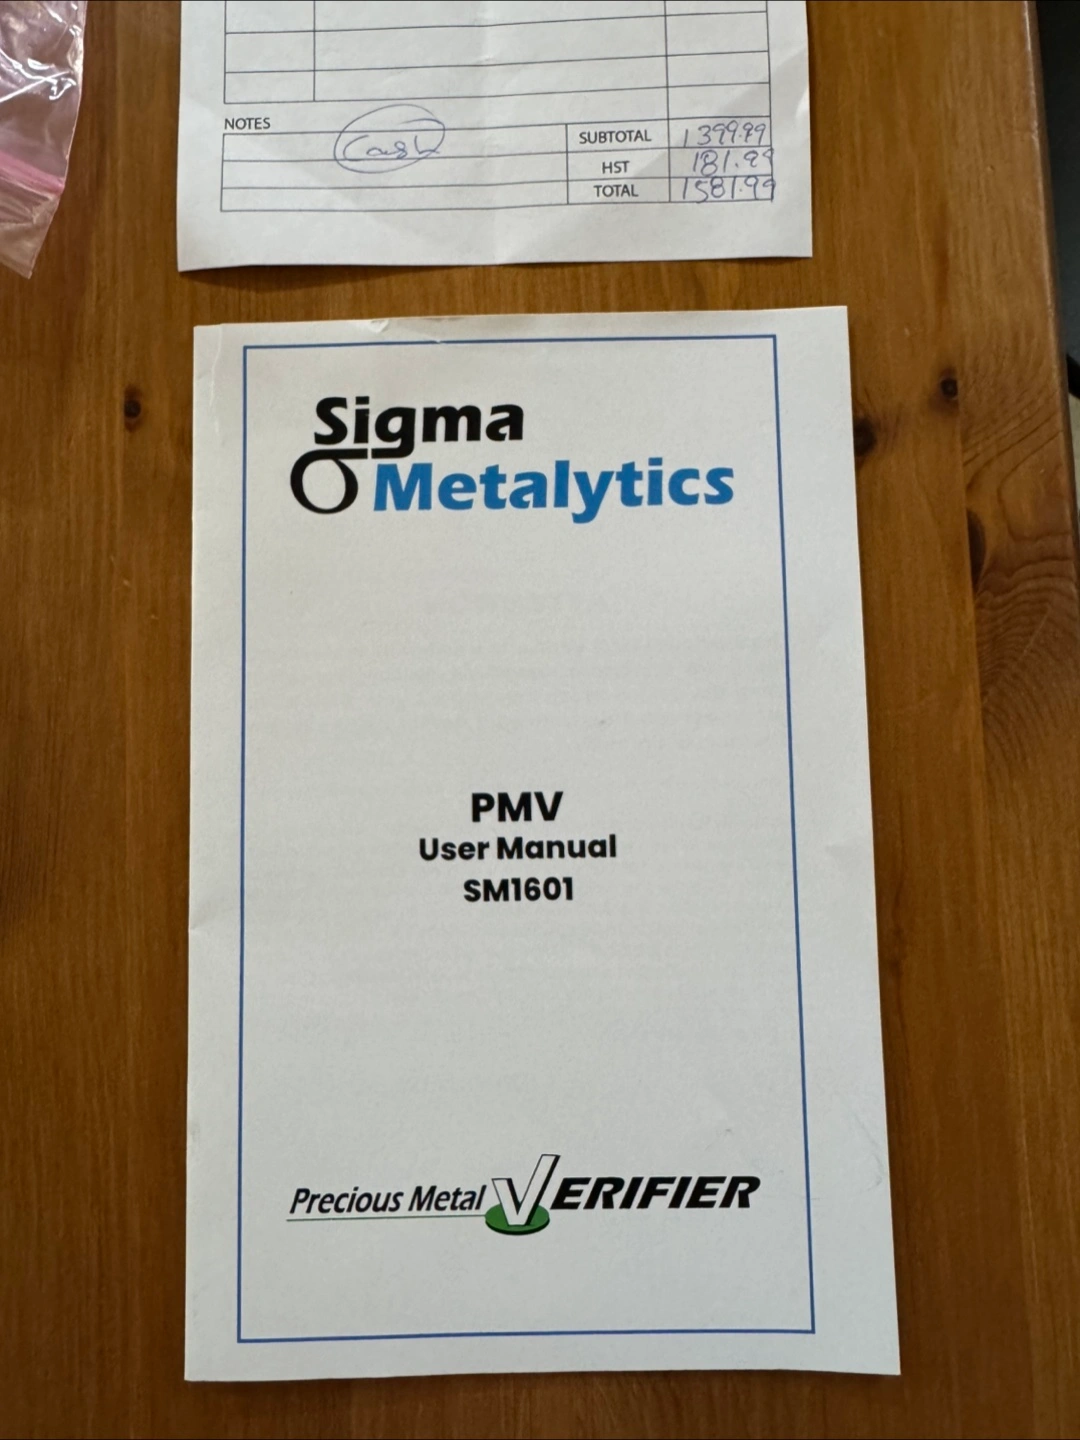 NOTES
Cash
SUBTOTAL 1399.99
HST 181.99
TOTAL 1581.99
Sigma
Metalytics
PMV
User Manual
SM1601
Precious Metal VERIFIER